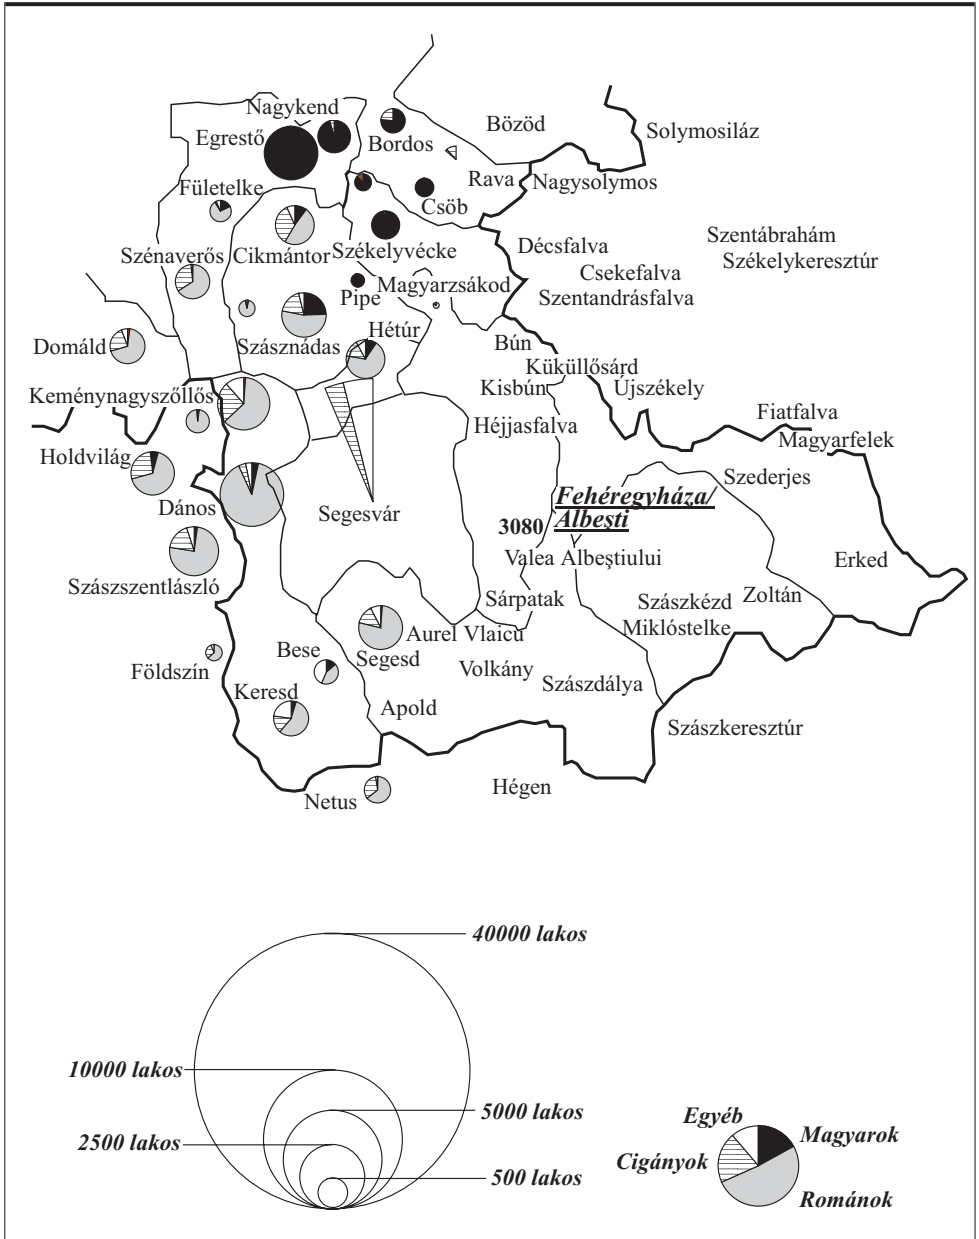 Nagykend
Egrestő
Bordos
Bözöd
Solymosiláz
Rava
Nagysolymos
Fületelke
Csöb
Szénaverős
Cikmántor
Székelyvécke
Décsfalva
Szentábrahám
Székelykeresztúr
Csekefalva
Pipe
Magyarzsákod
Szentandrásfalva
Domáld
Szásznádas
Hétúr
Bún
Küküllősárd
Kisbún
Újszékely
Keménynagyszőllős
Héjjasfalva
Fiatfalva
Magyarfelek
Holdvilág
Szederjes
Dános
Segesvár
Fehéregyháza/
3080 Albeşti
Valea Albeştiului
Erked
Szászszentlászló
Sárpatak
Szászkézd
Zoltán
Aurel Vlaicu
Miklóstelke
Földszín
Bese
Segesd
Volkány
Szászdálya
Keresd
Apold
Szászkeresztúr
Netus
Hégen
40000 lakos
10000 lakos
5000 lakos
2500 lakos
500 lakos
Egyéb
Magyarok
Cigányok
Románok